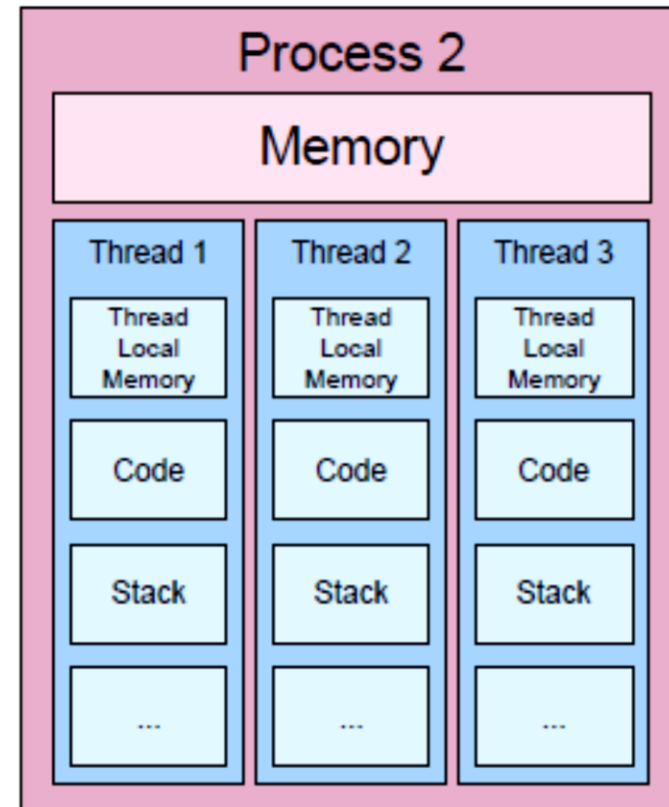 Process 2
Memory
Thread 1
Thread
Local
Memory
Code
Stack
...
Thread 2
Thread
Local
Memory
Code
Stack
...
Thread 3
Thread
Local
Memory
Code
Stack
...